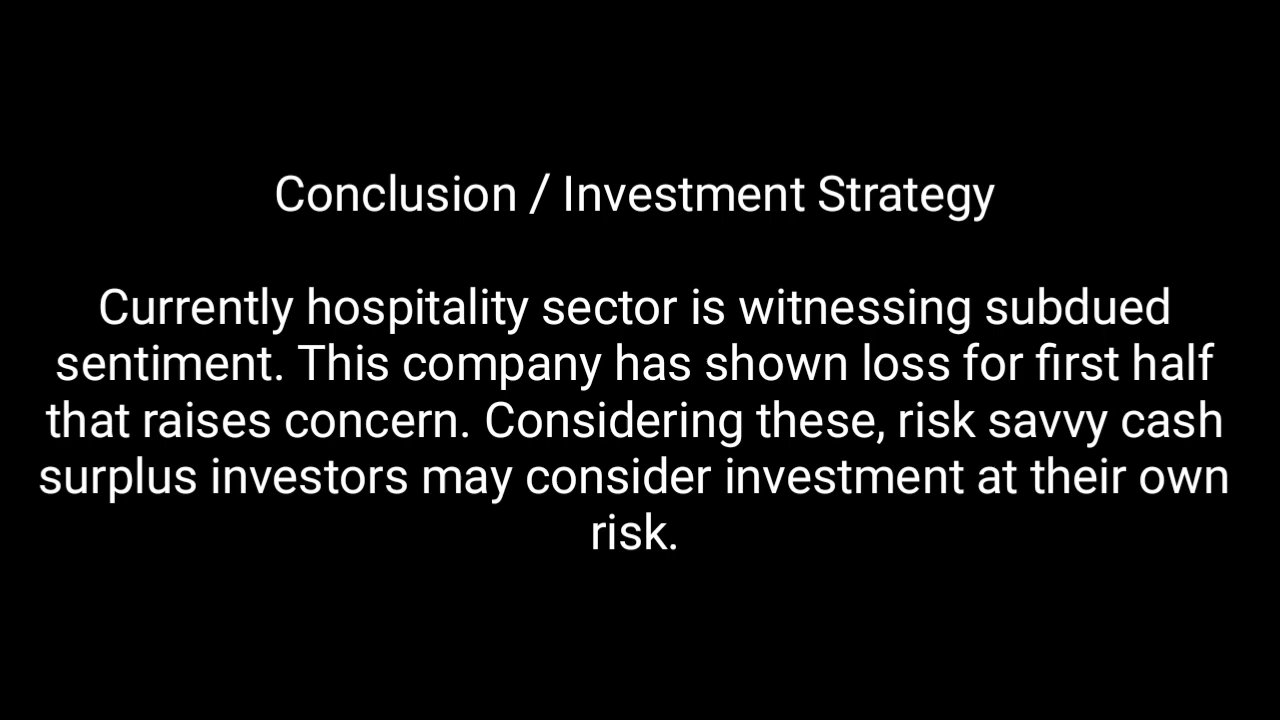 Conclusion / Investment Strategy
Currently hospitality sector is witnessing subdued
sentiment. This company has shown loss for first half
that raises concern. Considering these, risk savvy cash
surplus investors may consider investment at their own
risk.